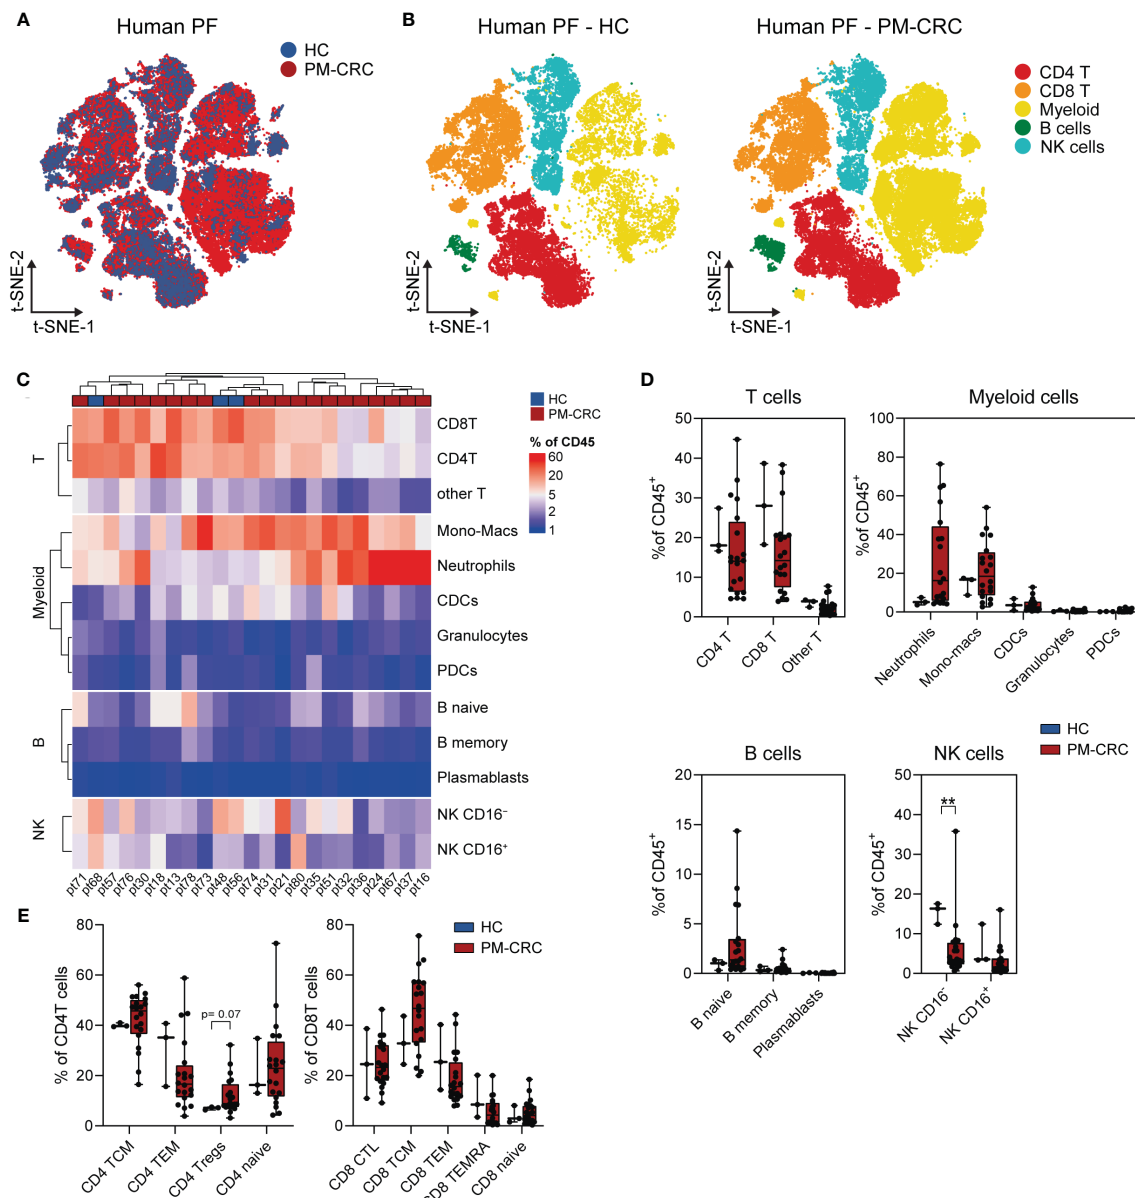 A
Human PF
HC
PM-CRC
t-SNE-2
t-SNE-1
B
Human PF - HC
Human PF - PM-CRC
CD4 T
CD8 T
Myeloid
B cells
NK cells
t-SNE-2
t-SNE-1
t-SNE-2
t-SNE-1
C
HC
PM-CRC
% of CD45
60
20
5
2
1
T
CD8T
CD4T
other T
Myeloid
Mono-Macs
Neutrophils
CDCs
Granulocytes
PDCs
B
B naive
B memory
Plasmablasts
NK
NK CD16⁻
NK CD16⁺
pt71 pt68 pt57 pt76 pt30 pt18 pt13 pt78 pt73 pt48 pt56 pt74 pt31 pt21 pt80 pt35 pt51 pt32 pt36 pt24 pt67 pt37 pt16
D
T cells
%of CD45⁺
50
40
30
20
10
0
CD4 T
CD8 T
Other T
Myeloid cells
%of CD45⁺
100
80
60
40
20
0
Neutrophils
Mono-macs
CDCs
Granulocytes
PDCs
HC
PM-CRC
B cells
%of CD45⁺
20
15
10
5
0
B naive
B memory
Plasmablasts
NK cells
%of CD45⁺
50
40
30
20
10
0
**
NK CD16⁻
NK CD16⁺
E
% of CD4T cells
80
60
40
20
0
p= 0.07
CD4 TCM
CD4 TEM
CD4 Tregs
CD4 naive
% of CD8T cells
80
60
40
20
0
CD8 CTL
CD8 TCM
CD8 TEM
CD8 TEMRA
CD8 naive
HC
PM-CRC